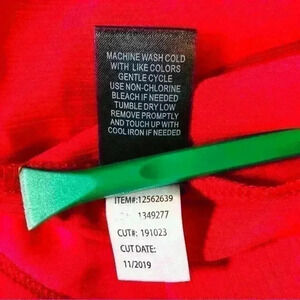 MACHINE WASH COLD
WITH LIKE COLORS
GENTLE CYCLE
USE NON-CHLORINE
BLEACH IF NEEDED
TUMBLE DRY LOW
REMOVE PROMPTLY
AND TOUCH UP WITH
COOL IRON IF NEEDED
ITEM#:12562639
1349277
CUT#: 191023
CUT DATE:
11/2019